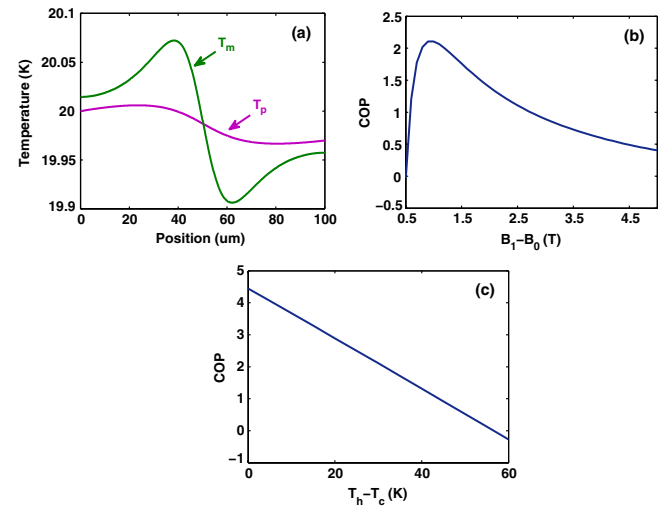 20.1
20.05
20
19.95
19.9
Temperature (K)
(a)
T_m
T_p
0 20 40 60 80 100
Position (um)
2.5
2
1.5
1
0.5
0
−0.5
COP
(b)
0.5 1.5 2.5 3.5 4.5
B_1−B_0 (T)
5
4
3
2
1
0
−1
COP
(c)
0 20 40 60
T_h−T_c (K)